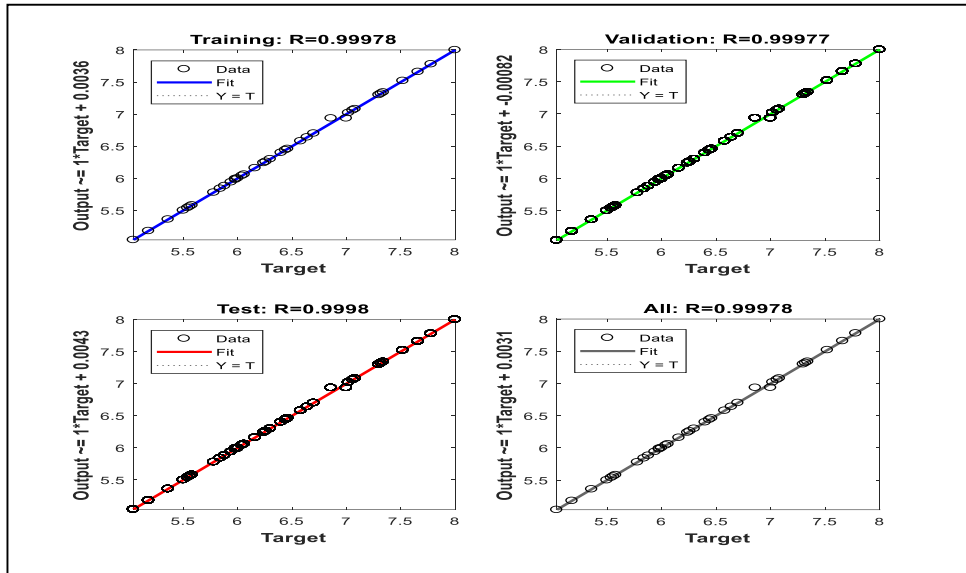 Training: R=0.99978
Output ~= 1*Target + 0.0036
8
7.5
7
6.5
6
5.5
Data
Fit
Y = T
5.5
6
6.5
7
7.5
8
Target
Validation: R=0.99977
Output ~= 1*Target + -0.00082
8
7.5
7
6.5
6
5.5
Data
Fit
Y = T
5.5
6
6.5
7
7.5
8
Target
Test: R=0.9998
Output ~= 1*Target + 0.0043
8
7.5
7
6.5
6
5.5
Data
Fit
Y = T
5.5
6
6.5
7
7.5
8
Target
All: R=0.99978
Output ~= 1*Target + 0.0031
8
7.5
7
6.5
6
5.5
Data
Fit
Y = T
5.5
6
6.5
7
7.5
8
Target